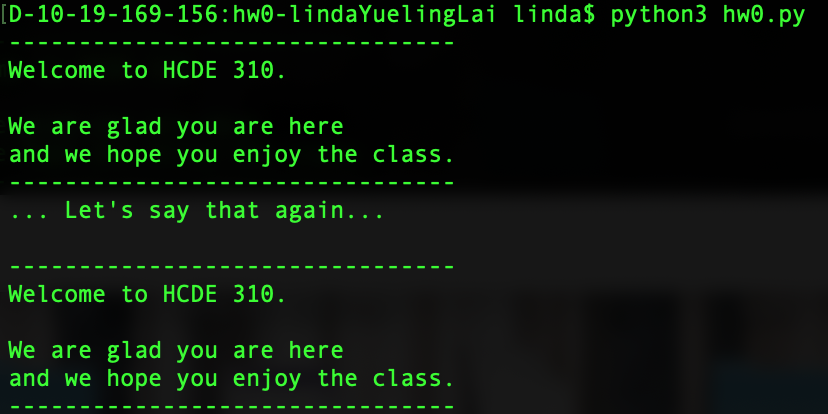 [D-10-19-169-156:hw0-lindaYuelingLai linda$ python3 hw0.py
--------------------------------
Welcome to HCDE 310.
We are glad you are here
and we hope you enjoy the class.
--------------------------------
... Let's say that again...
--------------------------------
Welcome to HCDE 310.
We are glad you are here
and we hope you enjoy the class.
--------------------------------